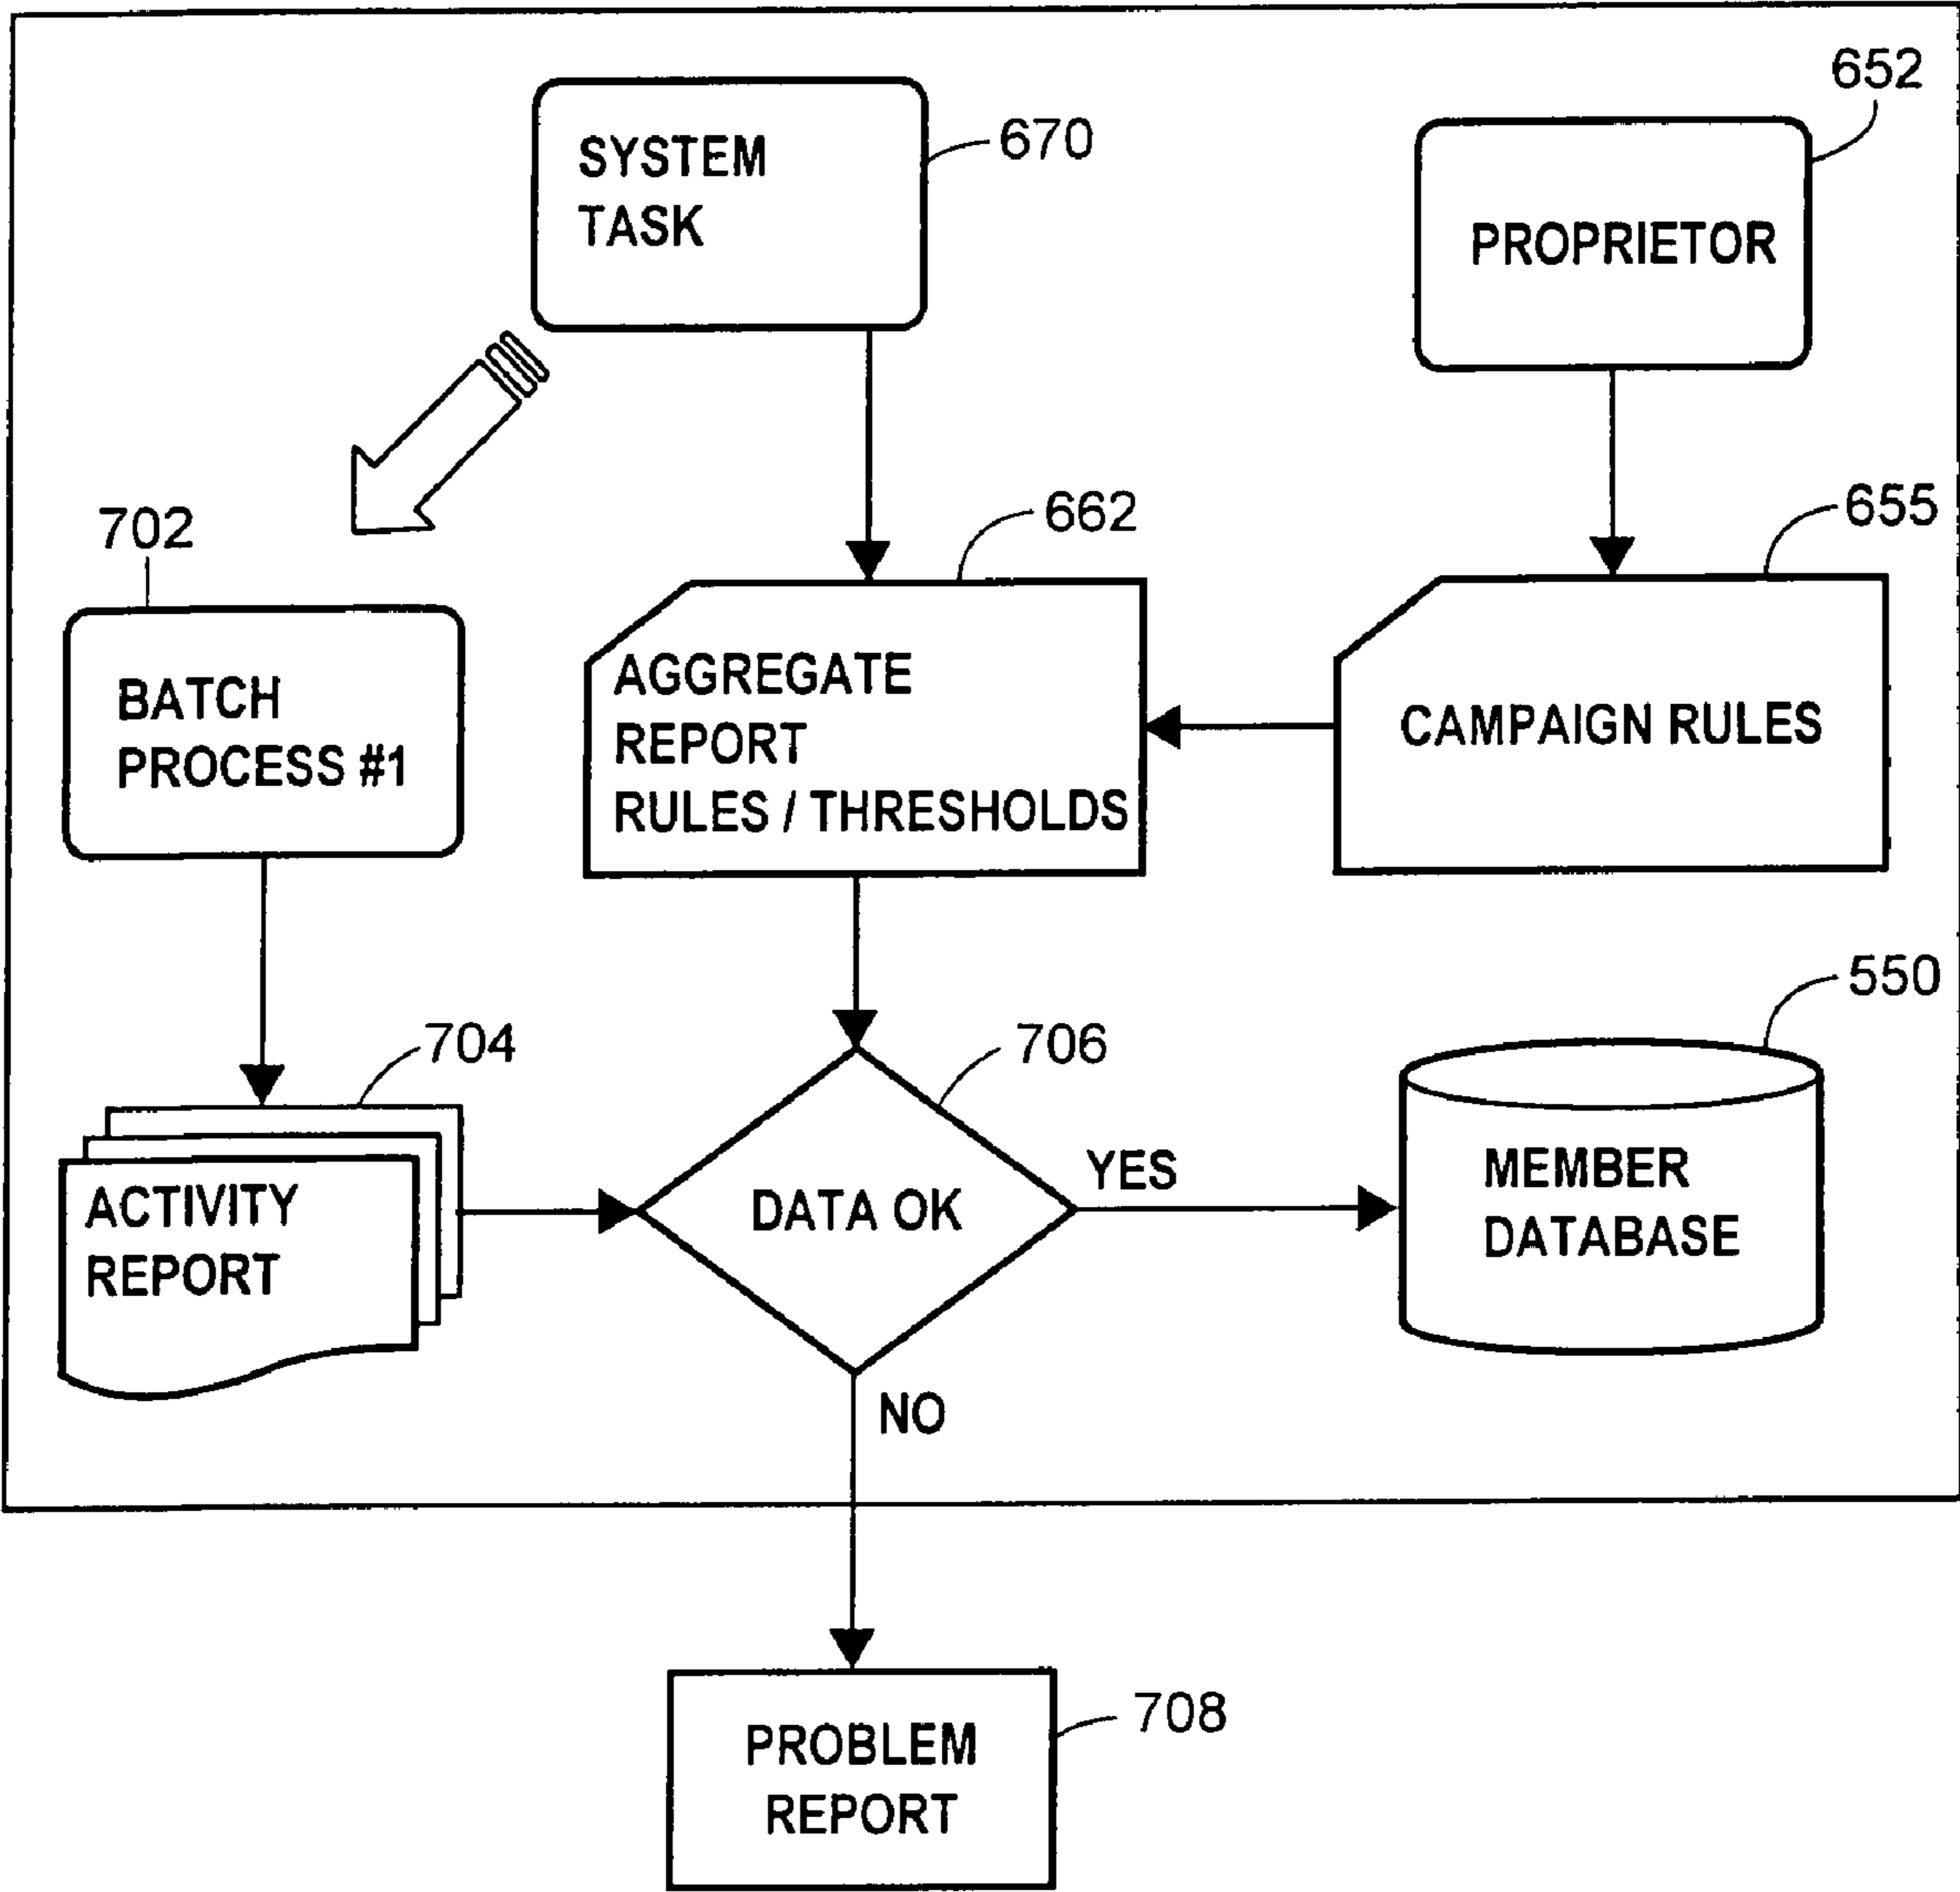 652
SYSTEM
TASK
670
PROPRIETOR
702
662
655
BATCH
PROCESS #1
AGGREGATE
REPORT
RULES / THRESHOLDS
CAMPAIGN RULES
550
704
706
ACTIVITY
REPORT
DATA OK
YES
MEMBER
DATABASE
NO
PROBLEM
REPORT
708